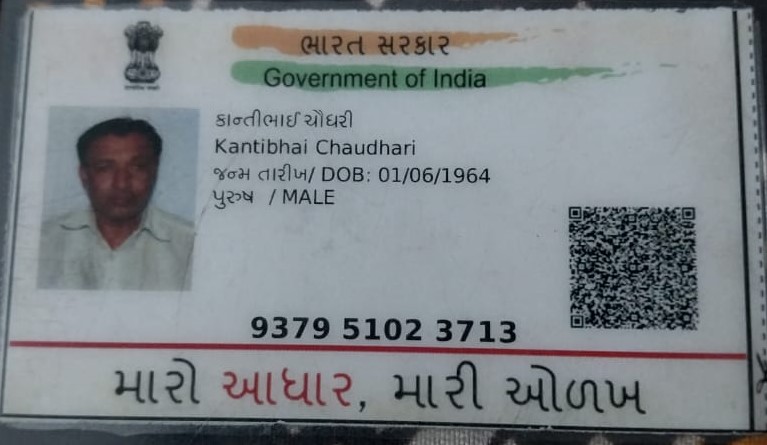 ભારત સરકાર
Government of India
કાન્તીભાઈ ચૌધરી
Kantibhai Chaudhari
જન્મ તારીખ/ DOB: 01/06/1964
પુરુષ / MALE
9379 5102 3713
મારો આધાર, મારી ઓળખ